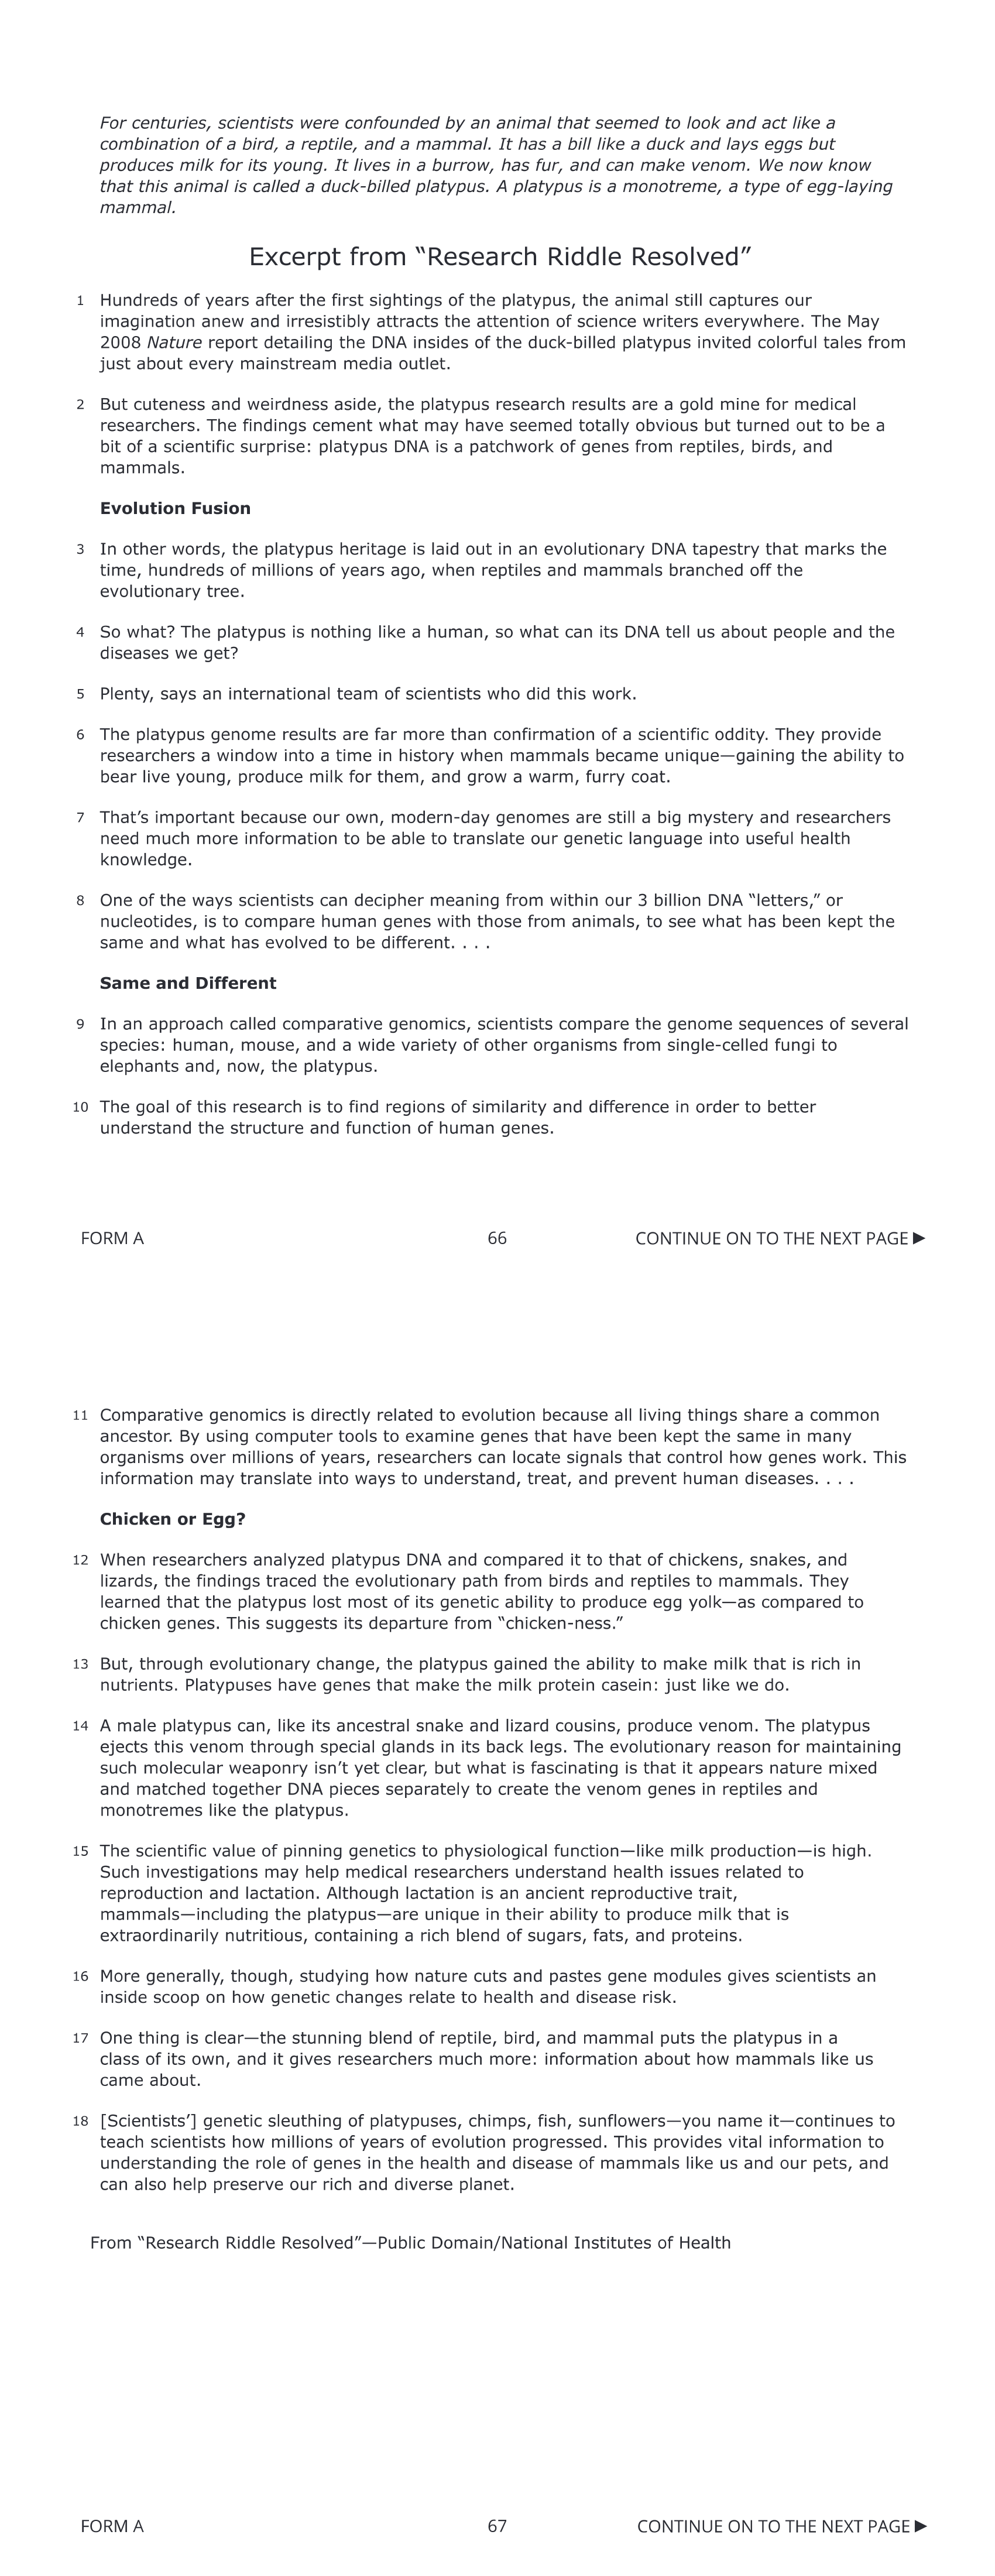 For centuries, scientists were confounded by an animal that seemed to look and act like a
combination of a bird, a reptile, and a mammal. It has a bill like a duck and lays eggs but
produces milk for its young. It lives in a burrow, has fur, and can make venom. We now know
that this animal is called a duck-billed platypus. A platypus is a monotreme, a type of egg-laying
mammal.
Excerpt from “Research Riddle Resolved”
1 Hundreds of years after the first sightings of the platypus, the animal still captures our
imagination anew and irresistibly attracts the attention of science writers everywhere. The May
2008 Nature report detailing the DNA insides of the duck-billed platypus invited colorful tales from
just about every mainstream media outlet.
2 But cuteness and weirdness aside, the platypus research results are a gold mine for medical
researchers. The findings cement what may have seemed totally obvious but turned out to be a
bit of a scientific surprise: platypus DNA is a patchwork of genes from reptiles, birds, and
mammals.
Evolution Fusion
3 In other words, the platypus heritage is laid out in an evolutionary DNA tapestry that marks the
time, hundreds of millions of years ago, when reptiles and mammals branched off the
evolutionary tree.
4 So what? The platypus is nothing like a human, so what can its DNA tell us about people and the
diseases we get?
5 Plenty, says an international team of scientists who did this work.
6 The platypus genome results are far more than confirmation of a scientific oddity. They provide
researchers a window into a time in history when mammals became unique—gaining the ability to
bear live young, produce milk for them, and grow a warm, furry coat.
7 That’s important because our own, modern-day genomes are still a big mystery and researchers
need much more information to be able to translate our genetic language into useful health
knowledge.
8 One of the ways scientists can decipher meaning from within our 3 billion DNA “letters,” or
nucleotides, is to compare human genes with those from animals, to see what has been kept the
same and what has evolved to be different. . . .
Same and Different
9 In an approach called comparative genomics, scientists compare the genome sequences of several
species: human, mouse, and a wide variety of other organisms from single-celled fungi to
elephants and, now, the platypus.
10 The goal of this research is to find regions of similarity and difference in order to better
understand the structure and function of human genes.
FORM A 66 CONTINUE ON TO THE NEXT PAGE ►
11 Comparative genomics is directly related to evolution because all living things share a common
ancestor. By using computer tools to examine genes that have been kept the same in many
organisms over millions of years, researchers can locate signals that control how genes work. This
information may translate into ways to understand, treat, and prevent human diseases. . . .
Chicken or Egg?
12 When researchers analyzed platypus DNA and compared it to that of chickens, snakes, and
lizards, the findings traced the evolutionary path from birds and reptiles to mammals. They
learned that the platypus lost most of its genetic ability to produce egg yolk—as compared to
chicken genes. This suggests its departure from “chicken-ness.”
13 But, through evolutionary change, the platypus gained the ability to make milk that is rich in
nutrients. Platypuses have genes that make the milk protein casein: just like we do.
14 A male platypus can, like its ancestral snake and lizard cousins, produce venom. The platypus
ejects this venom through special glands in its back legs. The evolutionary reason for maintaining
such molecular weaponry isn’t yet clear, but what is fascinating is that it appears nature mixed
and matched together DNA pieces separately to create the venom genes in reptiles and
monotremes like the platypus.
15 The scientific value of pinning genetics to physiological function—like milk production—is high.
Such investigations may help medical researchers understand health issues related to
reproduction and lactation. Although lactation is an ancient reproductive trait,
mammals—including the platypus—are unique in their ability to produce milk that is
extraordinarily nutritious, containing a rich blend of sugars, fats, and proteins.
16 More generally, though, studying how nature cuts and pastes gene modules gives scientists an
inside scoop on how genetic changes relate to health and disease risk.
17 One thing is clear—the stunning blend of reptile, bird, and mammal puts the platypus in a
class of its own, and it gives researchers much more: information about how mammals like us
came about.
18 [Scientists’] genetic sleuthing of platypuses, chimps, fish, sunflowers—you name it—continues to
teach scientists how millions of years of evolution progressed. This provides vital information to
understanding the role of genes in the health and disease of mammals like us and our pets, and
can also help preserve our rich and diverse planet.
From “Research Riddle Resolved”—Public Domain/National Institutes of Health
FORM A 67 CONTINUE ON TO THE NEXT PAGE ►